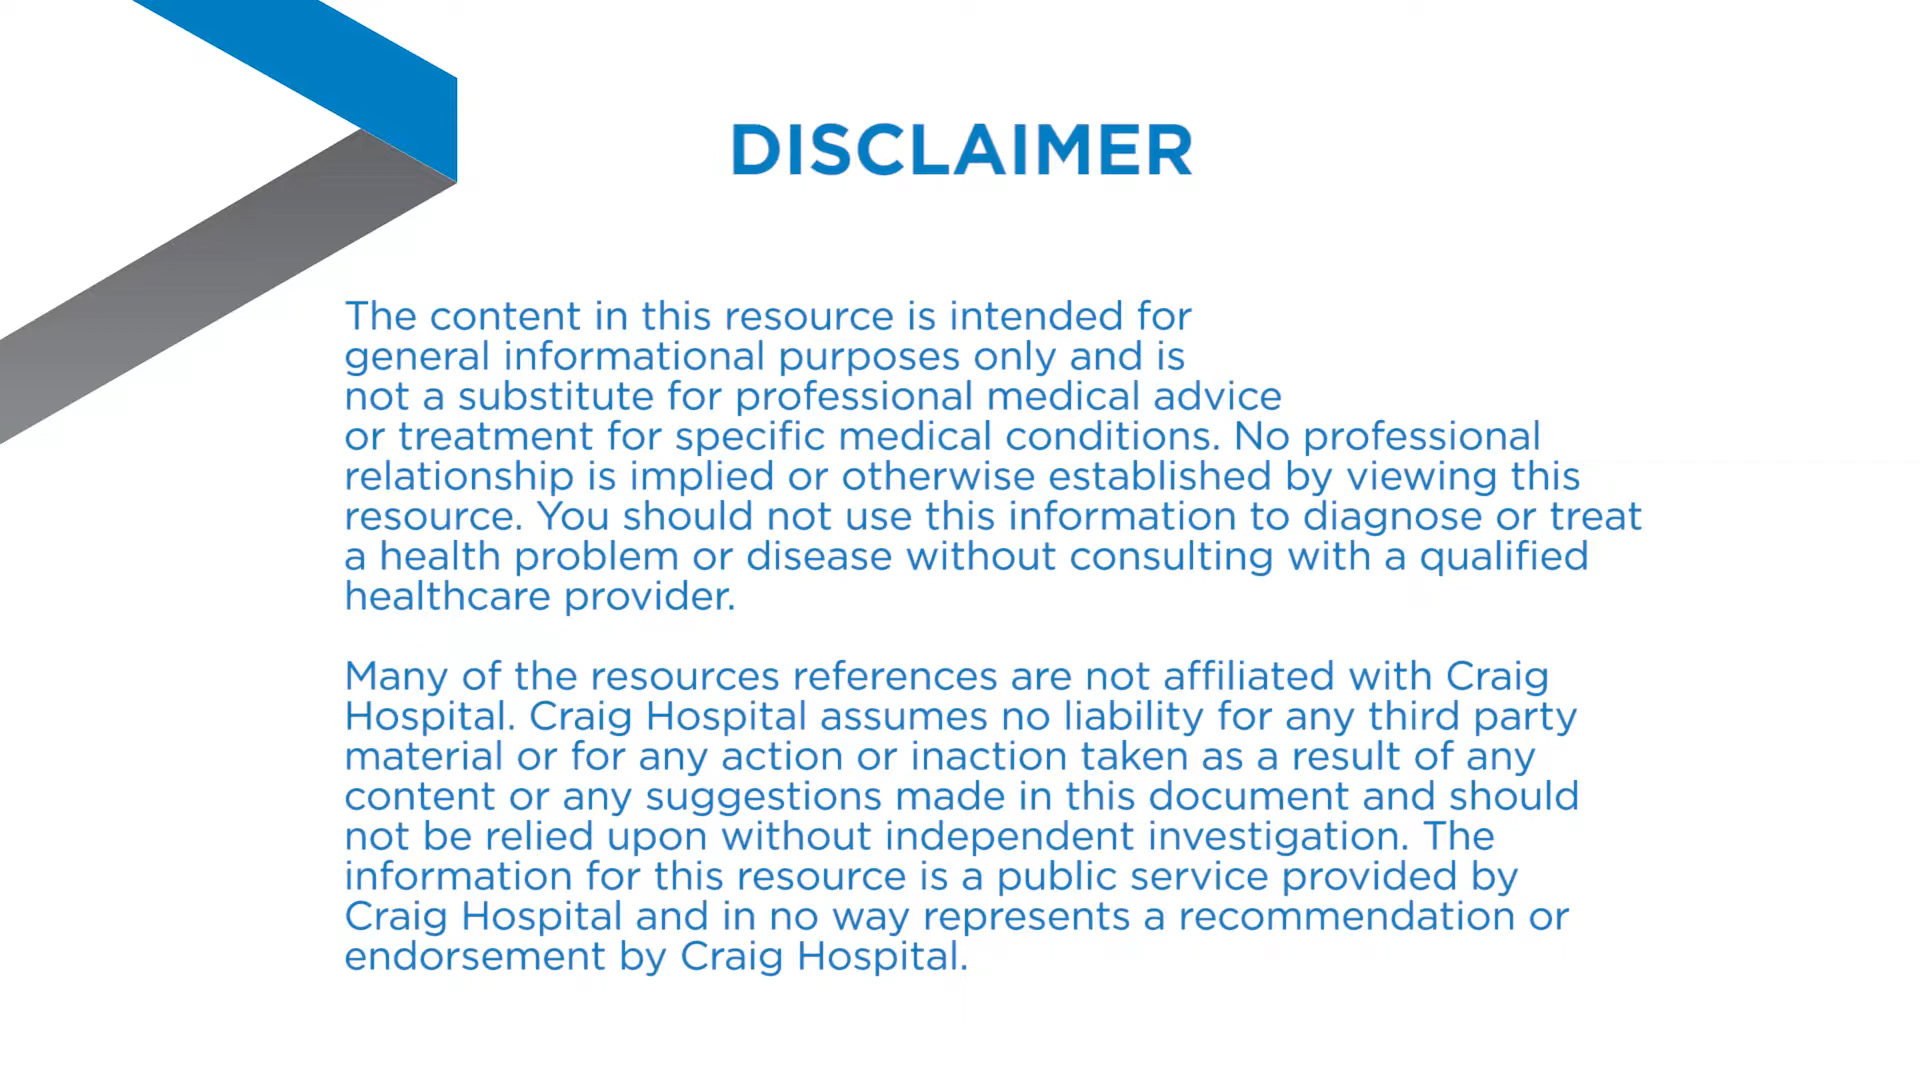 DISCLAIMER
The content in this resource is intended for
general informational purposes only and is
not a substitute for professional medical advice
or treatment for specific medical conditions. No professional
relationship is implied or otherwise established by viewing this
resource. You should not use this information to diagnose or treat
a health problem or disease without consulting with a qualified
healthcare provider.
Many of the resources references are not affiliated with Craig
Hospital. Craig Hospital assumes no liability for any third party
material or for any action or inaction taken as a result of any
content or any suggestions made in this document and should
not be relied upon without independent investigation. The
information for this resource is a public service provided by
Craig Hospital and in no way represents a recommendation or
endorsement by Craig Hospital.